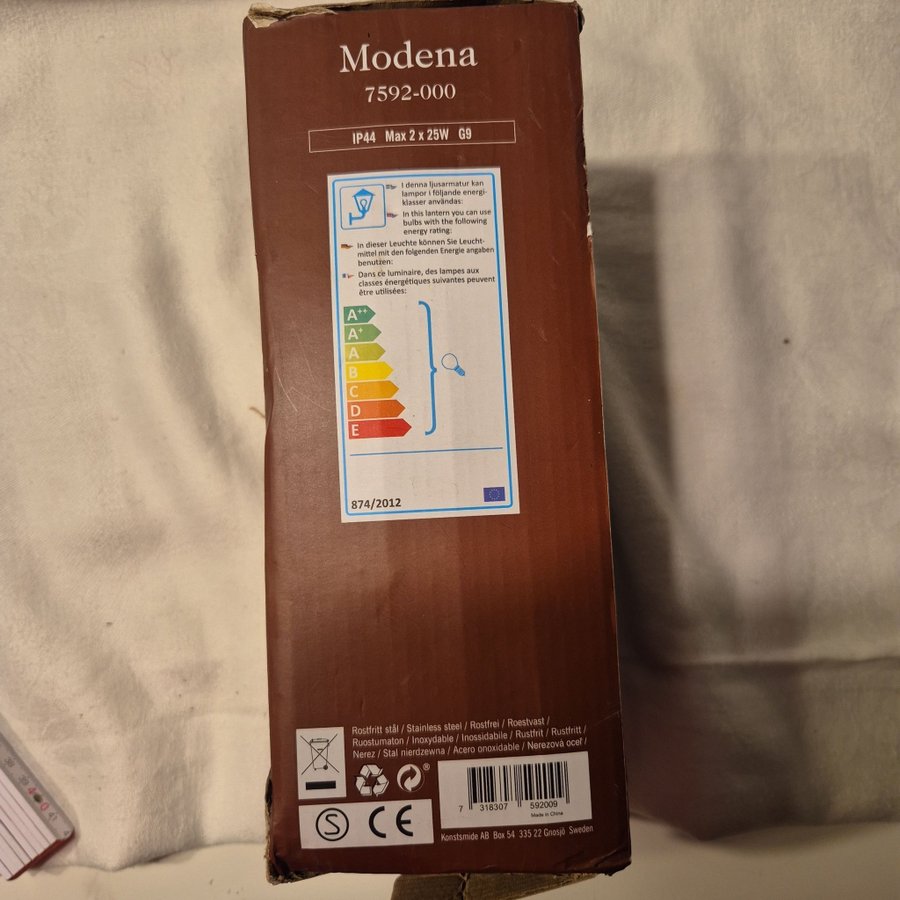 Modena
7592-000
IP44 Max 2 x 25W G9
I denna ljusarmatur kan
lampor i följande energi-
klasser användas:
In this lantern you can use
bulbs with the following
energy rating:
In dieser Leuchte können Sie Leucht-
mittel mit den folgenden Energie angaben
benutzen:
Dans ce luminaire, des lampes aux
classes énergétiques suivantes peuvent
être utilisées:
A++
A+
A
B
C
D
E
874/2012
Rostfritt stål / Stainless steel / Rostfrei / Roestvast /
Ruostumaton / Inoxydable / Inossidabile / Rustfrit / Rustfritt /
Nerez / Stal nierdzewna / Acero onoxidable / Nerezová ocef /
®
S CE
7 318307 592009
Made in China
Konstsmide AB Box 54 335 22 Gnosjö Sweden